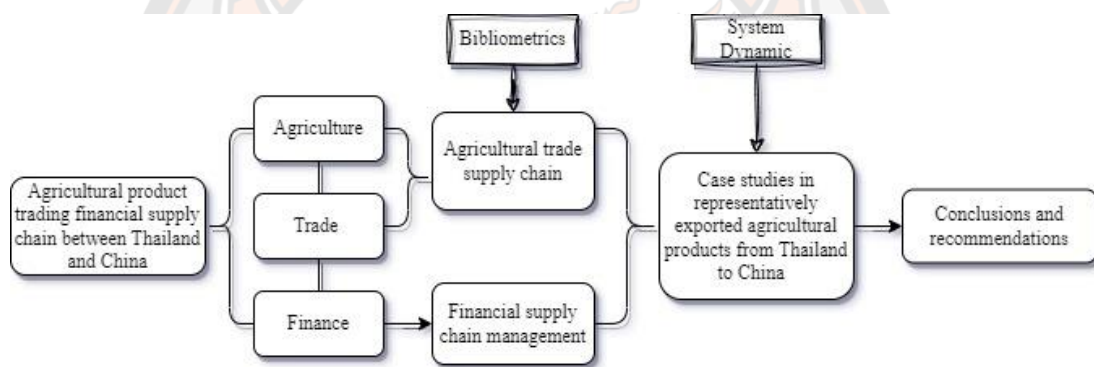 Bibliometrics
System
Dynamic
Agricultural product
trading financial supply
chain between Thailand
and China
Agriculture
Trade
Finance
Agricultural trade
supply chain
Financial supply
chain management
Case studies in
representatively
exported agricultural
products from Thailand
to China
Conclusions and
recommendations